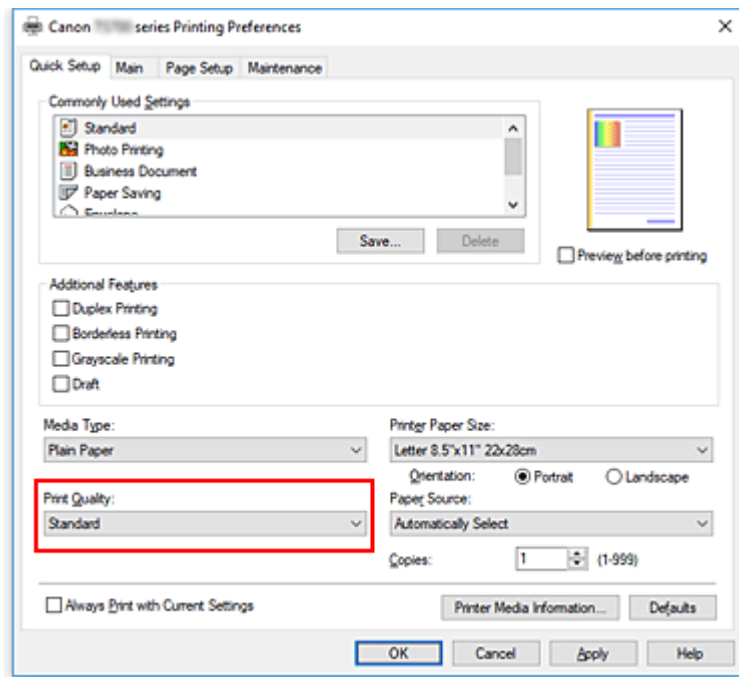 Canon series Printing Preferences
Quick Setup Main Page Setup Maintenance
Commonly Used Settings
Standard
Photo Printing
Business Document
Paper Saving
Envelope
Save... Delete
Preview before printing
Additional Features
Duplex Printing
Borderless Printing
Grayscale Printing
Draft
Media Type:
Plain Paper
Printer Paper Size:
Letter 8.5"x11" 22x28cm
Orientation: Portrait Landscape
Print Quality:
Standard
Paper Source:
Automatically Select
Copies: 1 (1-999)
Always Print with Current Settings
Printer Media Information... Defaults
OK Cancel Apply Help